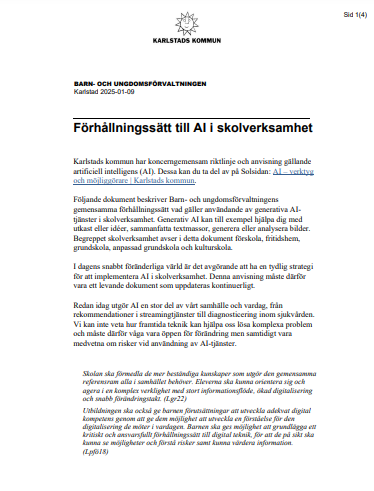 Sid 1(4)
KARLSTADS KOMMUN
BARN- OCH UNGDOMSFÖRVALTNINGEN
Karlstad 2025-01-09
Förhållningssätt till AI i skolverksamhet
Karlstads kommun har koncerngemensam riktlinje och anvisning gällande
artificiell intelligens (AI). Dessa kan du ta del av på Solsidan: AI – verktyg
och möjliggörare | Karlstads kommun.
Följande dokument beskriver Barn- och ungdomsförvaltningens
gemensamma förhållningssätt vad gäller användande av generativa AI-
tjänster i skolverksamhet. Generativ AI kan till exempel hjälpa dig med
utkast eller idéer, sammanfatta textmassor, generera eller analysera bilder.
Begreppet skolverksamhet avser i detta dokument förskola, fritidshem,
grundskola, anpassad grundskola och kulturskola.
I dagens snabbt föränderliga värld är det avgörande att ha en tydlig strategi
för att implementera AI i skolverksamhet. Denna anvisning måste därför
vara ett levande dokument som uppdateras kontinuerligt.
Redan idag utgör AI en stor del av vårt samhälle och vardag, från
rekommendationer i streamingtjänster till diagnosticering inom sjukvården.
Vi kan inte veta hur framtida teknik kan hjälpa oss lösa komplexa problem
och måste därför våga vara öppen för förändring men samtidigt vara
medvetna om risker vid användning av AI-tjänster.
Skolan ska förmedla de mer beständiga kunskaper som utgör den gemensamma
referensram alla i samhället behöver. Eleverna ska kunna orientera sig och
agera i en komplex verklighet med stort informationsflöde, ökad digitalisering
och snabb förändringstakt. (Lgr22)
Utbildningen ska också ge barnen förutsättningar att utveckla adekvat digital
kompetens genom att ge dem möjlighet att utveckla en förståelse för den
digitalisering de möter i vardagen. Barnen ska ges möjlighet att grundlägga ett
kritiskt och ansvarsfullt förhållningssätt till digital teknik, för att de på sikt ska
kunna se möjligheter och förstå risker samt kunna värdera information.
(Lpfö18)